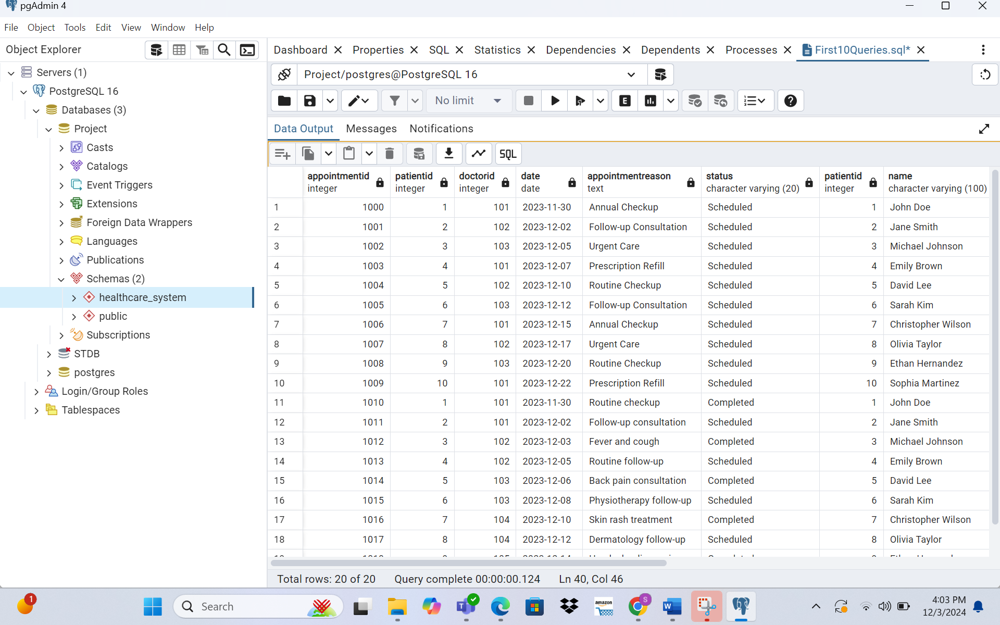 pgAdmin 4
File Object Tools Edit View Window Help
Object Explorer
Dashboard Properties SQL Statistics Dependencies Dependents Processes First10Queries.sql*
Servers (1)
PostgreSQL 16
Databases (3)
Project
Casts
Catalogs
Event Triggers
Extensions
Foreign Data Wrappers
Languages
Publications
Schemas (2)
healthcare_system
public
Subscriptions
STDB
postgres
Login/Group Roles
Tablespaces
Project/postgres@PostgreSQL 16
No limit E
Data Output Messages Notifications
SQL
appointmentid patientid doctorid date appointmentreason status patientid name
integer integer integer date text character varying (20) integer character varying (100)
1 1000 1 101 2023-11-30 Annual Checkup Scheduled 1 John Doe
2 1001 2 102 2023-12-02 Follow-up Consultation Scheduled 2 Jane Smith
3 1002 3 103 2023-12-05 Urgent Care Scheduled 3 Michael Johnson
4 1003 4 101 2023-12-07 Prescription Refill Scheduled 4 Emily Brown
5 1004 5 102 2023-12-10 Routine Checkup Scheduled 5 David Lee
6 1005 6 103 2023-12-12 Follow-up Consultation Scheduled 6 Sarah Kim
7 1006 7 101 2023-12-15 Annual Checkup Scheduled 7 Christopher Wilson
8 1007 8 102 2023-12-17 Urgent Care Scheduled 8 Olivia Taylor
9 1008 9 103 2023-12-20 Routine Checkup Scheduled 9 Ethan Hernandez
10 1009 10 101 2023-12-22 Prescription Refill Scheduled 10 Sophia Martinez
11 1010 1 101 2023-11-30 Routine checkup Completed 1 John Doe
12 1011 2 101 2023-12-02 Follow-up consultation Scheduled 2 Jane Smith
13 1012 3 102 2023-12-03 Fever and cough Completed 3 Michael Johnson
14 1013 4 102 2023-12-05 Routine follow-up Scheduled 4 Emily Brown
15 1014 5 103 2023-12-06 Back pain consultation Completed 5 David Lee
16 1015 6 103 2023-12-08 Physiotherapy follow-up Scheduled 6 Sarah Kim
17 1016 7 104 2023-12-10 Skin rash treatment Completed 7 Christopher Wilson
18 1017 8 104 2023-12-12 Dermatology follow-up Scheduled 8 Olivia Taylor
Total rows: 20 of 20 Query complete 00:00:00.124 Ln 40, Col 46
1
Search
amazon
S
4:03 PM
12/3/2024